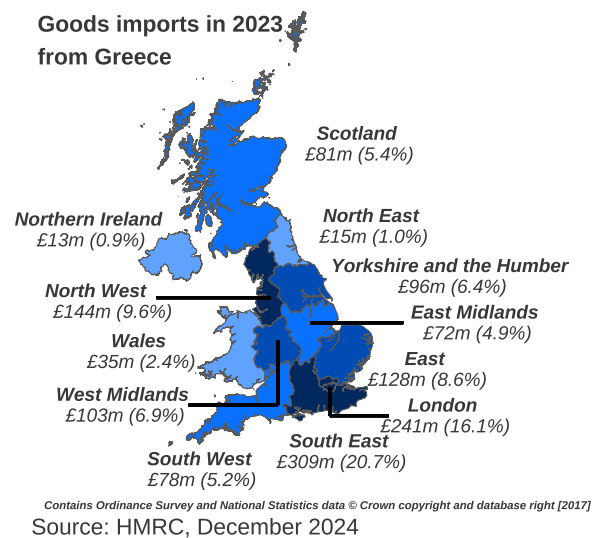 Goods imports in 2023
from Greece
Scotland
£81m (5.4%)
Northern Ireland
£13m (0.9%)
North East
£15m (1.0%)
Yorkshire and the Humber
£96m (6.4%)
North West
£144m (9.6%)
East Midlands
£72m (4.9%)
Wales
£35m (2.4%)
East
£128m (8.6%)
West Midlands
£103m (6.9%)
London
£241m (16.1%)
South East
£309m (20.7%)
South West
£78m (5.2%)
Contains Ordinance Survey and National Statistics data © Crown copyright and database right [2017]
Source: HMRC, December 2024